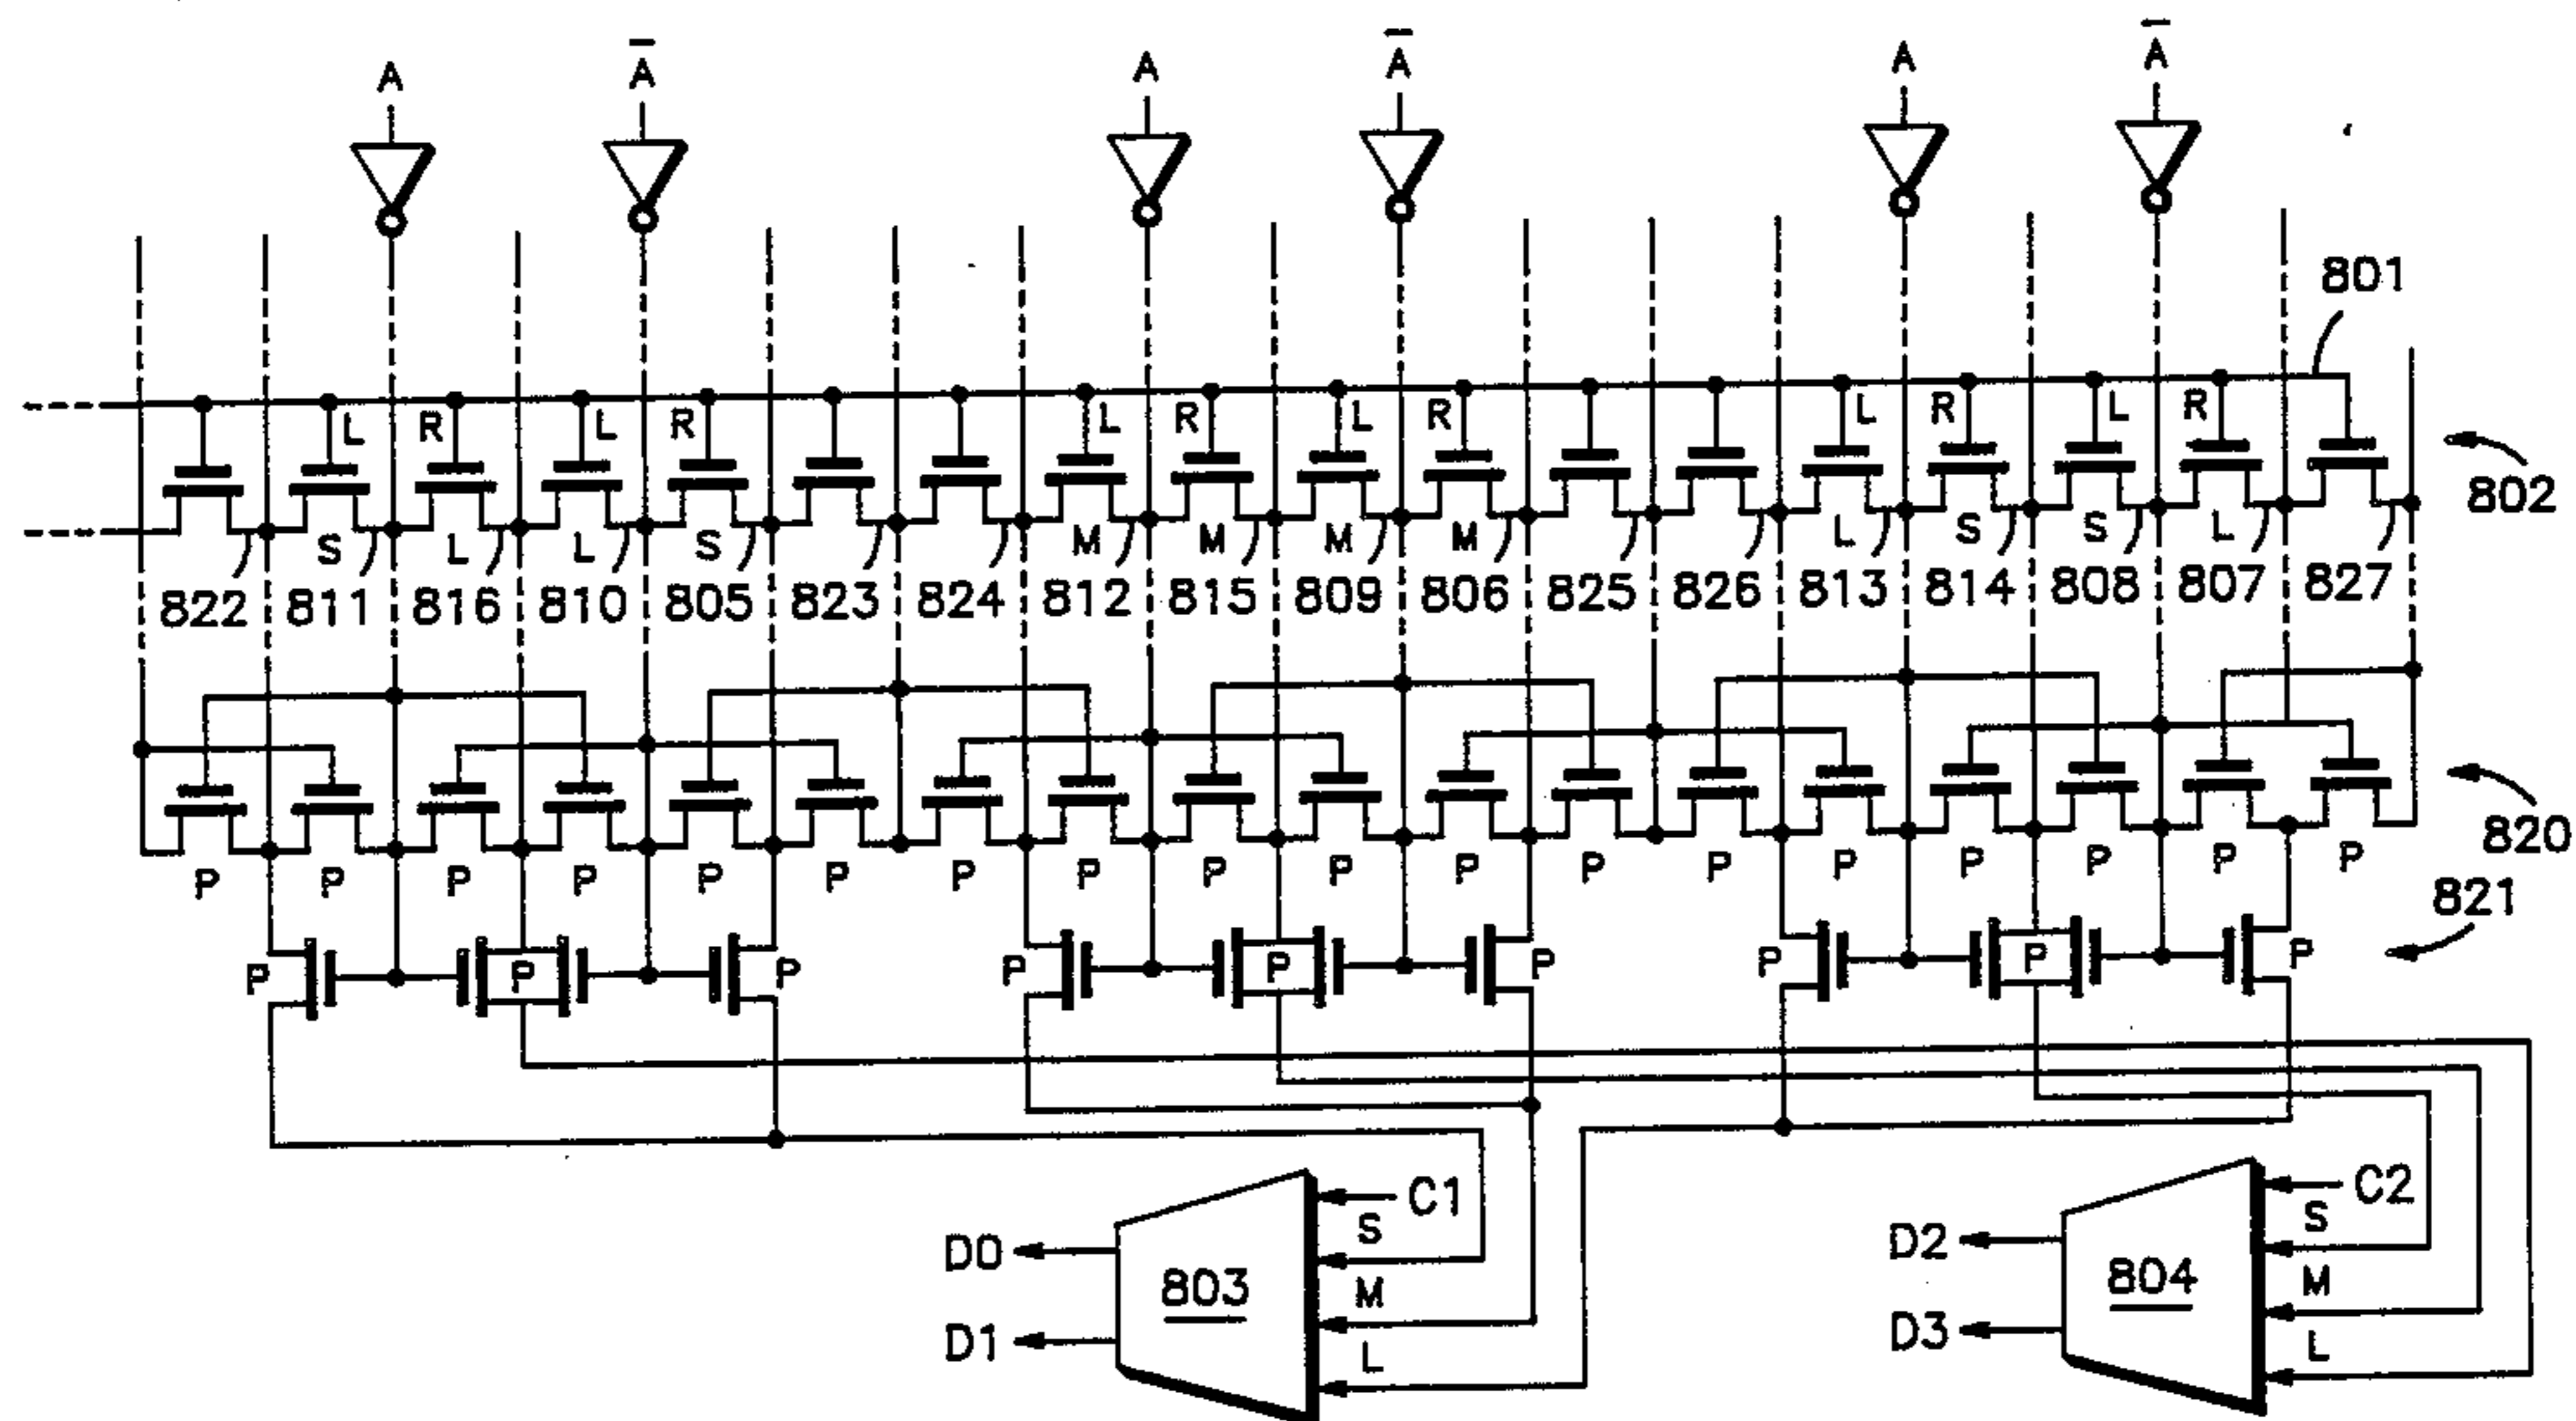 A A̅ A A̅ A A̅
801
L R L R L R L R L R L R
802
S L L S M M M M L S S L
822 811 816 810 805 823 824 812 815 809 806 825 826 813 814 808 807 827
820
P P P P P P P P P P P P P P P P P P
821
P P P P P P P P P
C1 C2
S S
D0 D2
M M
803 804
D1 D3
L L